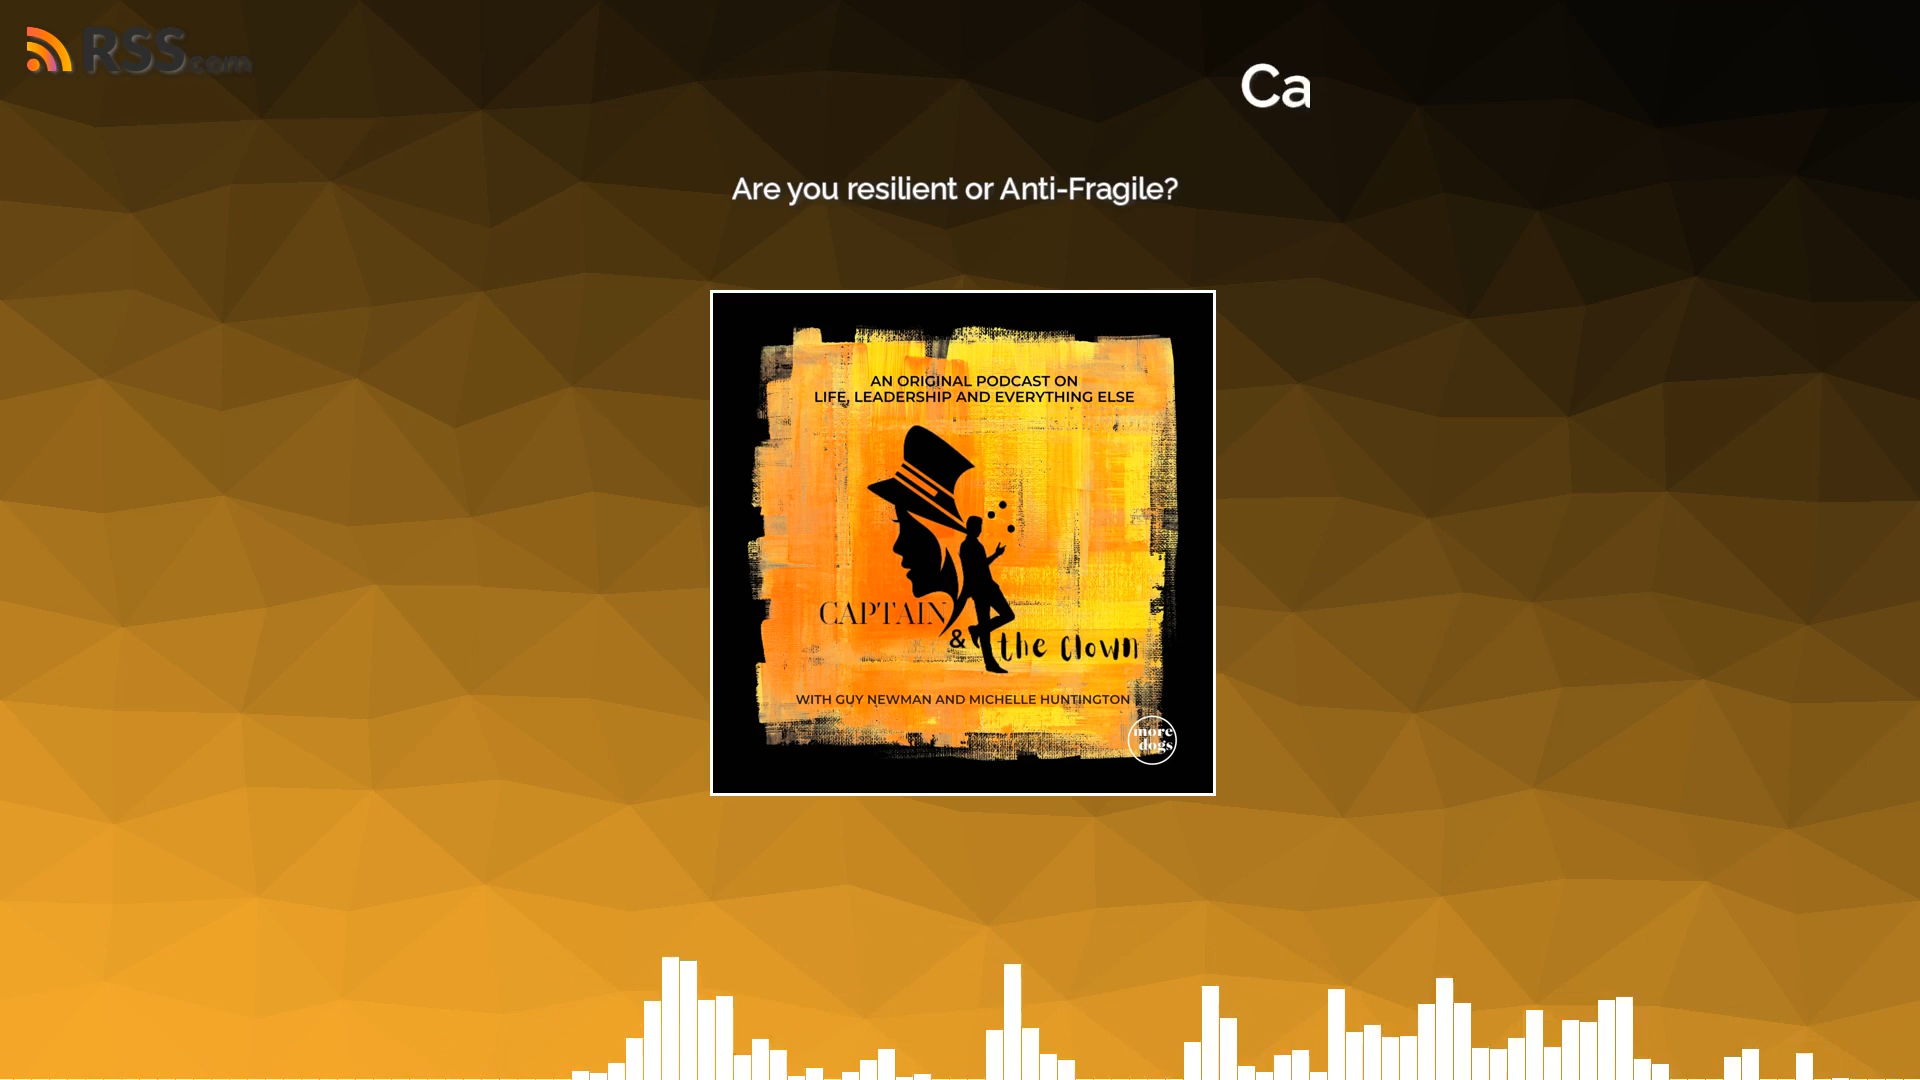 RSS.com
Ca
Are you resilient or Anti-Fragile?
AN ORIGINAL PODCAST ON
LIFE, LEADERSHIP AND EVERYTHING ELSE
CAPTAIN
& the Clown
WITH GUY NEWMAN AND MICHELLE HUNTINGTON
more
dogs